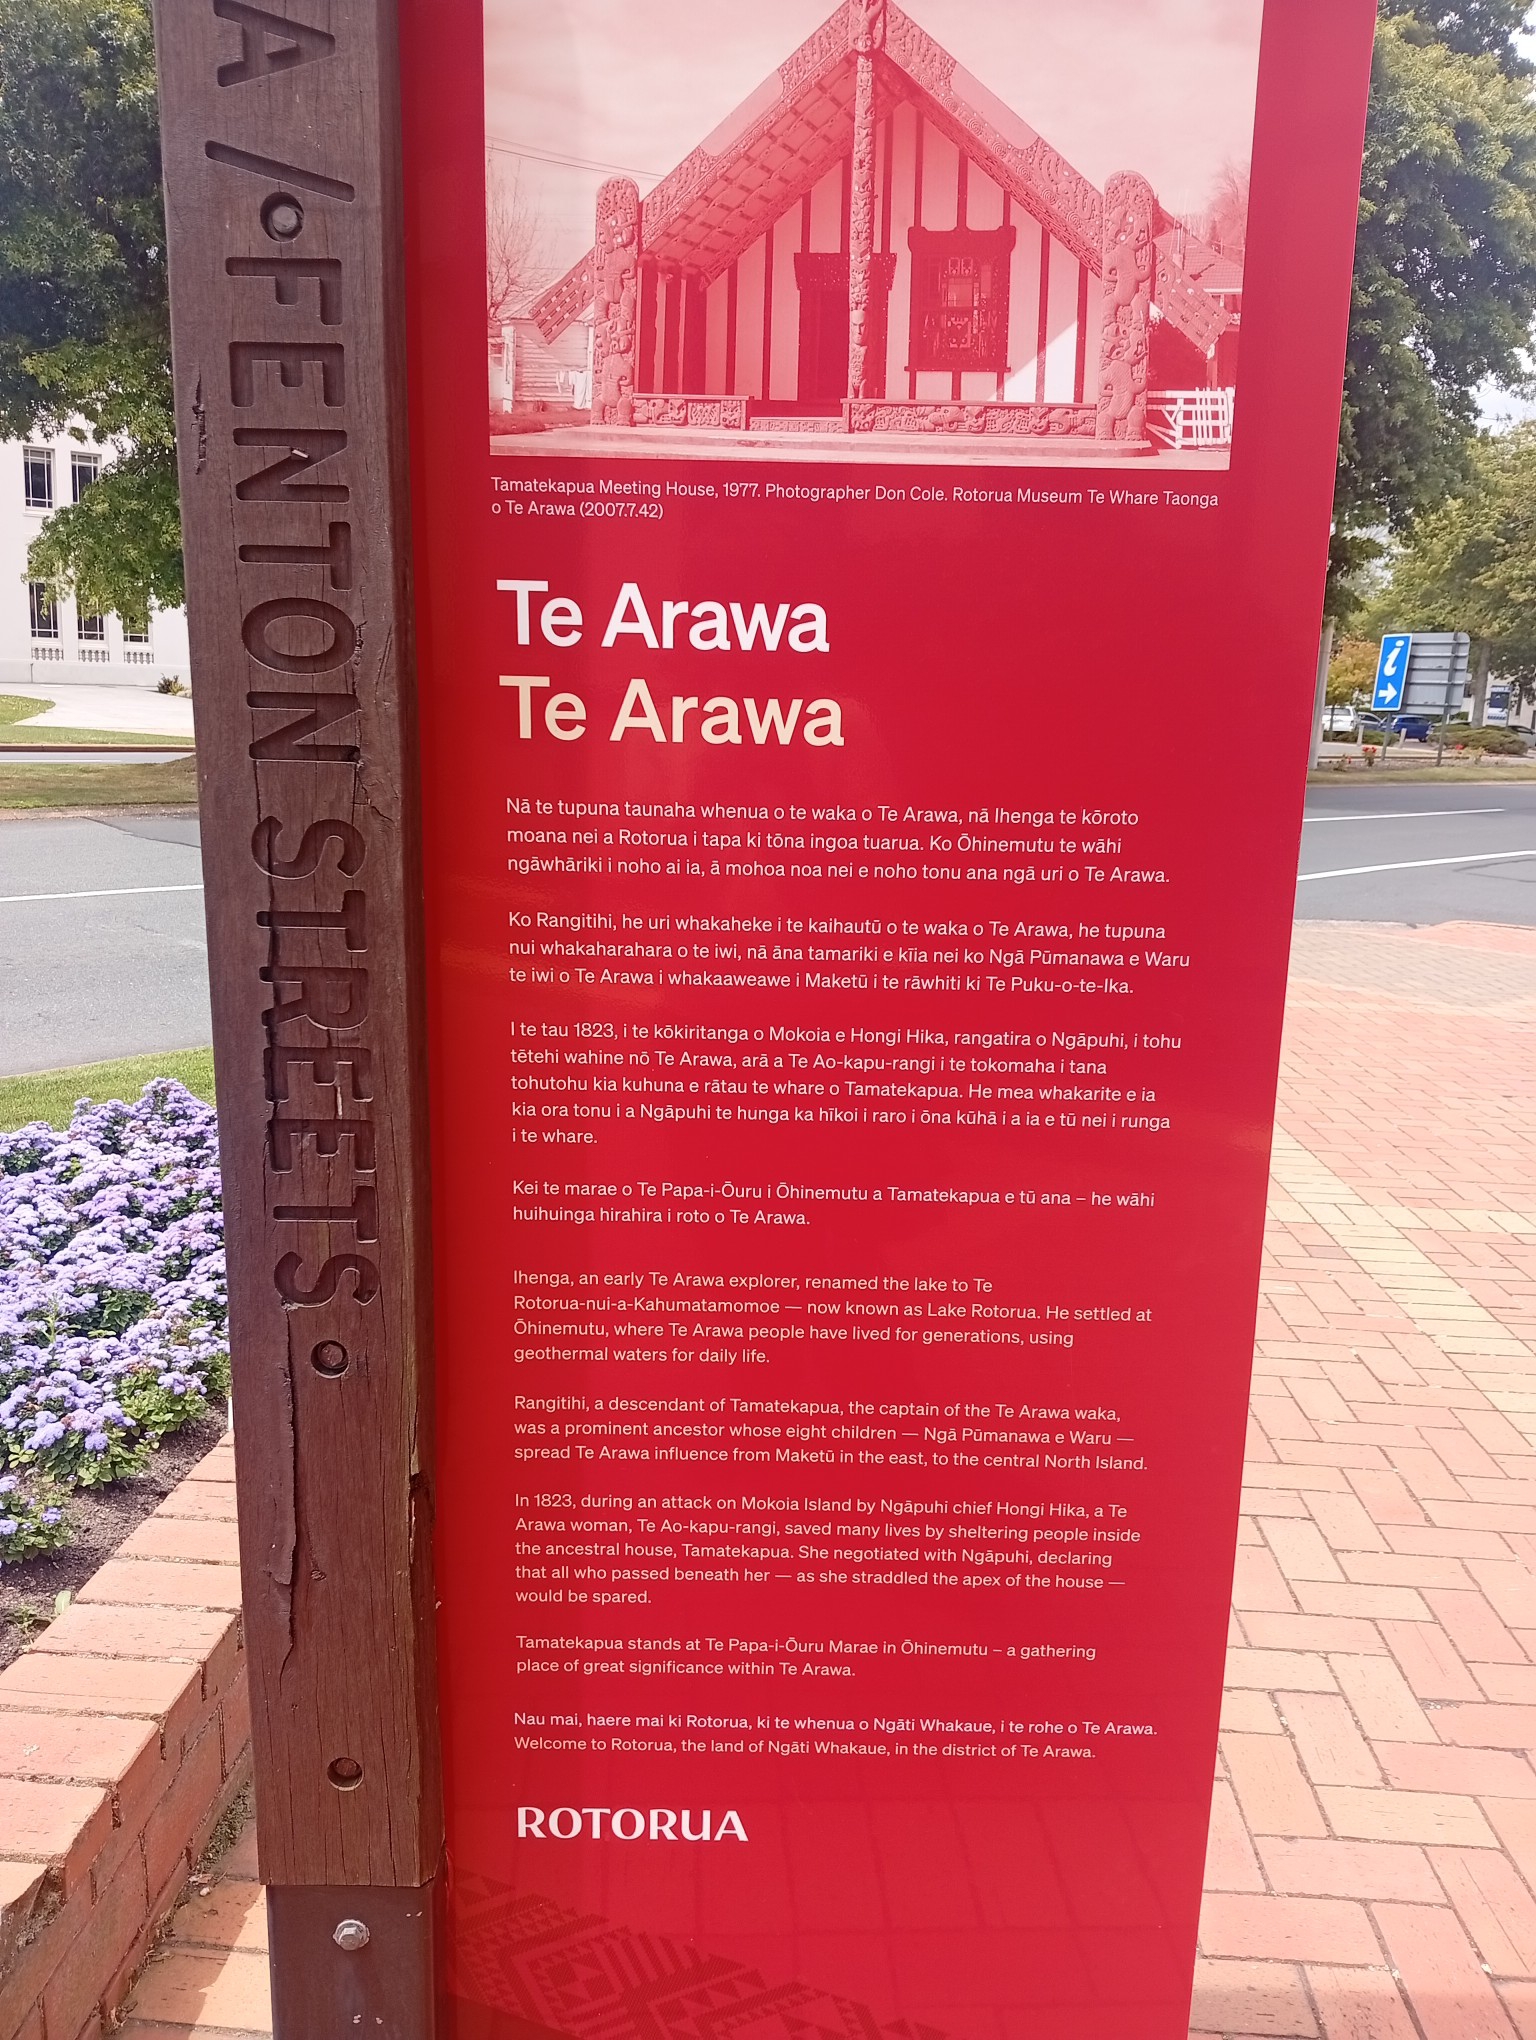 A / FENTON STREETS
Tamatekapua Meeting House, 1977. Photographer Don Cole. Rotorua Museum Te Whare Taonga
o Te Arawa (2007.7.42)
Te Arawa
Te Arawa
Nā te tupuna taunaha whenua o te waka o Te Arawa, nā Ihenga te kōroto
moana nei a Rotorua i tapa ki tōna ingoa tuarua. Ko Ōhinemutu te wāhi
ngāwhāriki i noho ai ia, ā mohoa noa nei e noho tonu ana ngā uri o Te Arawa.
Ko Rangitihi, he uri whakaheke i te kaihautū o te waka o Te Arawa, he tupuna
nui whakaharahara o te iwi, nā āna tamariki e kīia nei ko Ngā Pūmanawa e Waru
te iwi o Te Arawa i whakaaweawe i Maketū i te rāwhiti ki Te Puku-o-te-Ika.
I te tau 1823, i te kōkiritanga o Mokoia e Hongi Hika, rangatira o Ngāpuhi, i tohu
tētehi wahine nō Te Arawa, arā a Te Ao-kapu-rangi i te tokomaha i tana
tohutohu kia kuhuna e rātau te whare o Tamatekapua. He mea whakarite e ia
kia ora tonu i a Ngāpuhi te hunga ka hīkoi i raro i ōna kūhā i a ia e tū nei i runga
i te whare.
Kei te marae o Te Papa-i-Ōuru i Ōhinemutu a Tamatekapua e tū ana – he wāhi
huihuinga hirahira i roto o Te Arawa.
Ihenga, an early Te Arawa explorer, renamed the lake to Te
Rotorua-nui-a-Kahumatamomoe — now known as Lake Rotorua. He settled at
Ōhinemutu, where Te Arawa people have lived for generations, using
geothermal waters for daily life.
Rangitihi, a descendant of Tamatekapua, the captain of the Te Arawa waka,
was a prominent ancestor whose eight children — Ngā Pūmanawa e Waru —
spread Te Arawa influence from Maketū in the east, to the central North Island.
In 1823, during an attack on Mokoia Island by Ngāpuhi chief Hongi Hika, a Te
Arawa woman, Te Ao-kapu-rangi, saved many lives by sheltering people inside
the ancestral house, Tamatekapua. She negotiated with Ngāpuhi, declaring
that all who passed beneath her — as she straddled the apex of the house —
would be spared.
Tamatekapua stands at Te Papa-i-Ōuru Marae in Ōhinemutu – a gathering
place of great significance within Te Arawa.
Nau mai, haere mai ki Rotorua, ki te whenua o Ngāti Whakaue, i te rohe o Te Arawa.
Welcome to Rotorua, the land of Ngāti Whakaue, in the district of Te Arawa.
ROTORUA
i